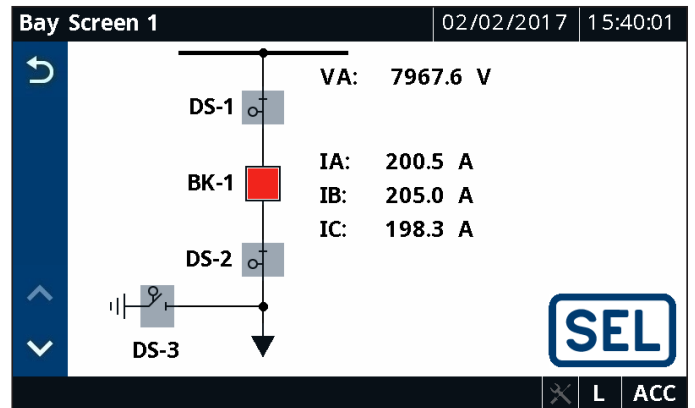 Bay Screen 1 02/02/2017 15:40:01
VA: 7967.6 V
DS-1
IA: 200.5 A
BK-1
IB: 205.0 A
IC: 198.3 A
DS-2
SEL
DS-3
L ACC